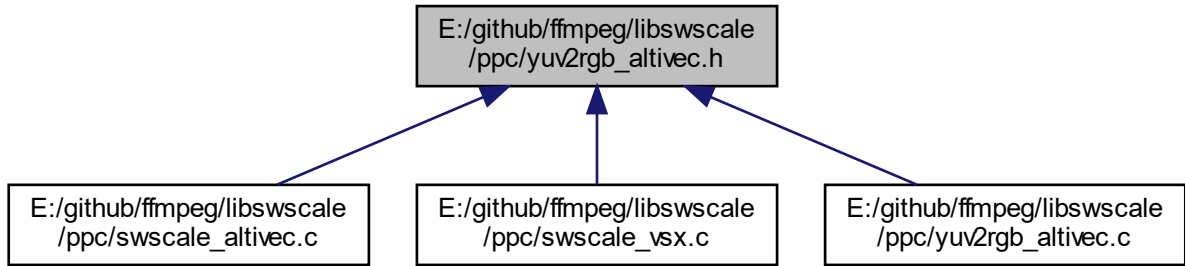 E:/github/ffmpeg/libswscale
/ppc/yuv2rgb_altivec.h
E:/github/ffmpeg/libswscale
/ppc/swscale_altivec.c
E:/github/ffmpeg/libswscale
/ppc/swscale_vsx.c
E:/github/ffmpeg/libswscale
/ppc/yuv2rgb_altivec.c